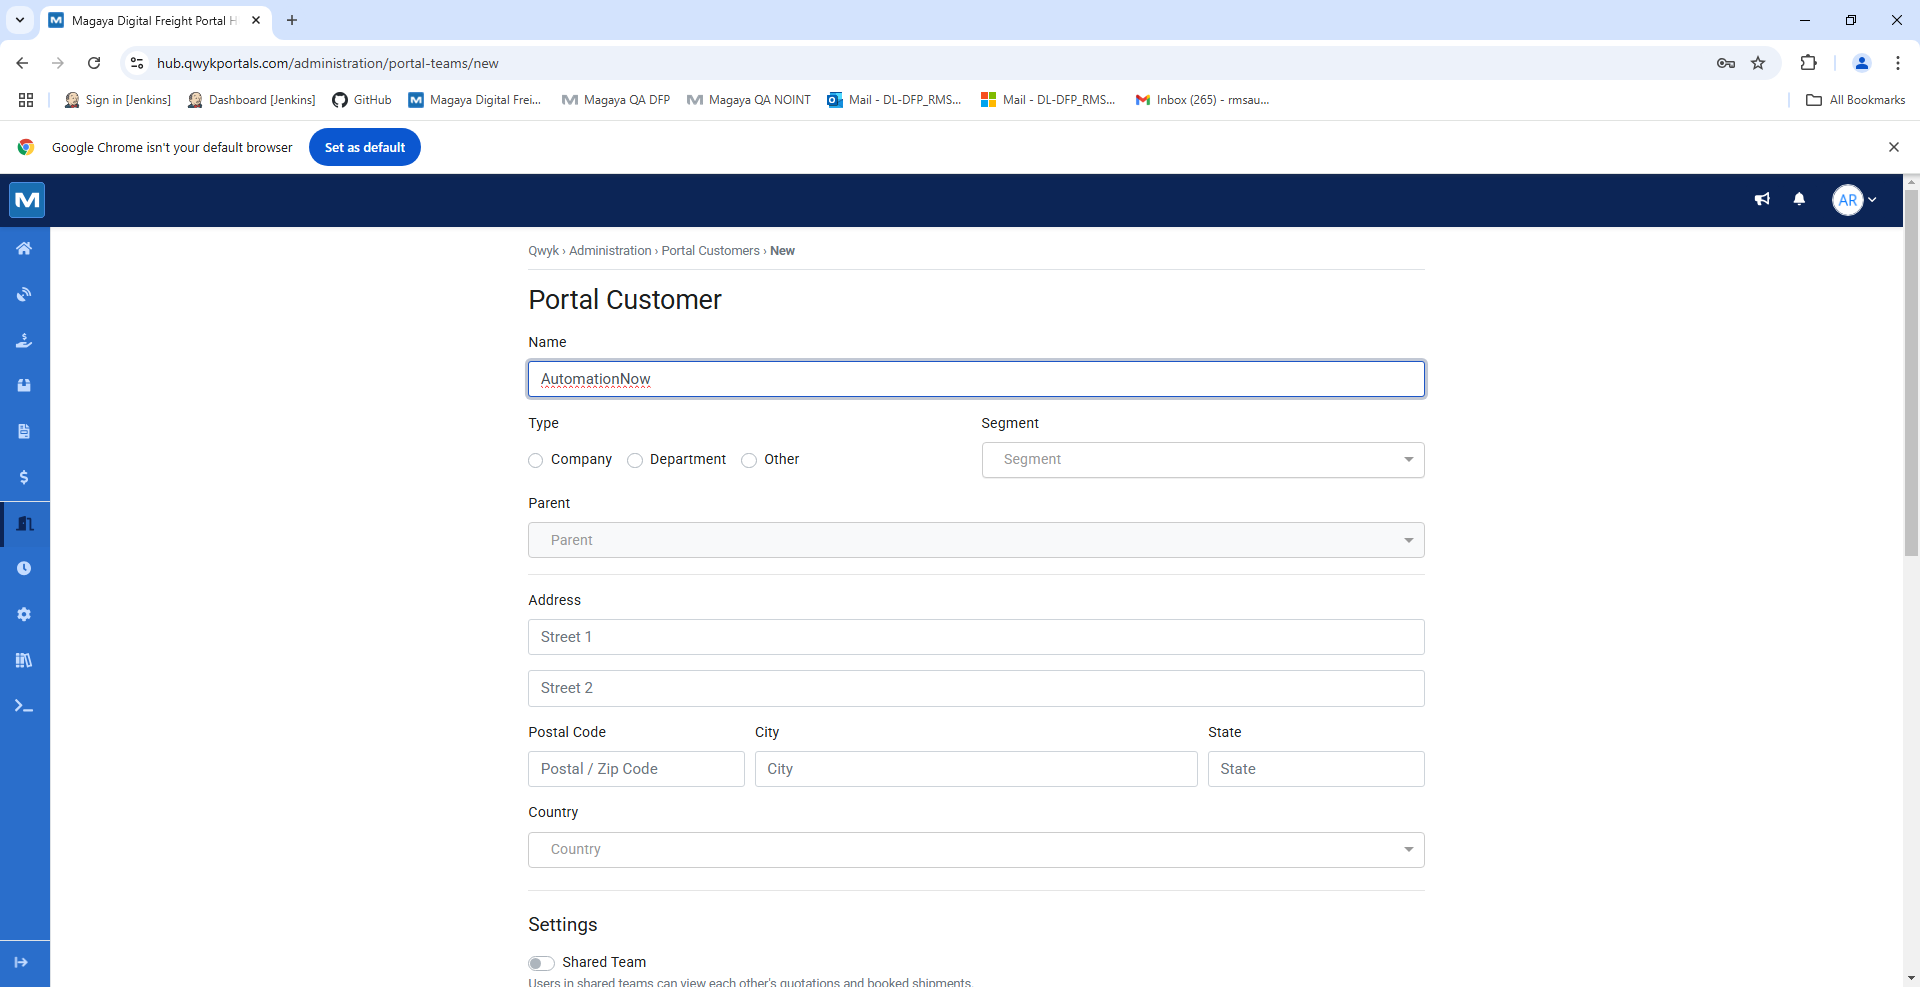 Magaya Digital Freight Portal H
hub.qwykportals.com/administration/portal-teams/new
Sign in [Jenkins]
Dashboard [Jenkins]
GitHub
Magaya Digital Frei...
Magaya QA DFP
Magaya QA NOINT
Mail - DL-DFP_RMS...
Mail - DL-DFP_RMS...
Inbox (265) - rmsau...
All Bookmarks
Google Chrome isn't your default browser
Set as default
AR
Qwyk › Administration › Portal Customers › New
Portal Customer
Name
AutomationNow
Type
Segment
Company
Department
Other
Segment
Parent
Parent
Address
Street 1
Street 2
Postal Code
City
State
Postal / Zip Code
City
State
Country
Country
Settings
Shared Team
Users in shared teams can view each other's quotations and booked shipments.